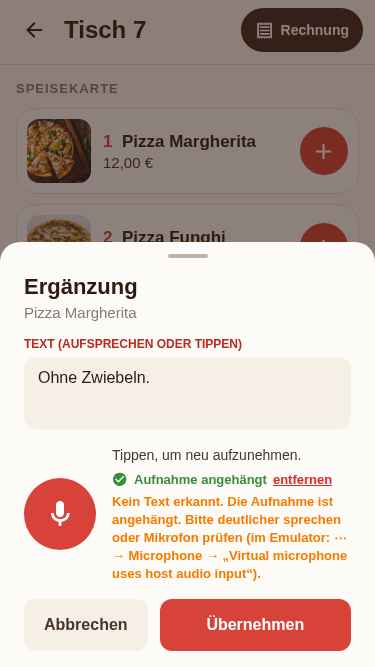 Tisch 7
Rechnung
SPEISEKARTE
1 Pizza Margherita
12,00 €
2 Pizza Funghi
Ergänzung
Pizza Margherita
TEXT (AUFSPRECHEN ODER TIPPEN)
Ohne Zwiebeln.
Tippen, um neu aufzunehmen.
Aufnahme angehängt entfernen
Kein Text erkannt. Die Aufnahme ist
angehängt. Bitte deutlicher sprechen
oder Mikrofon prüfen (im Emulator: ⋯
→ Microphone → „Virtual microphone
uses host audio input“).
Abbrechen
Übernehmen